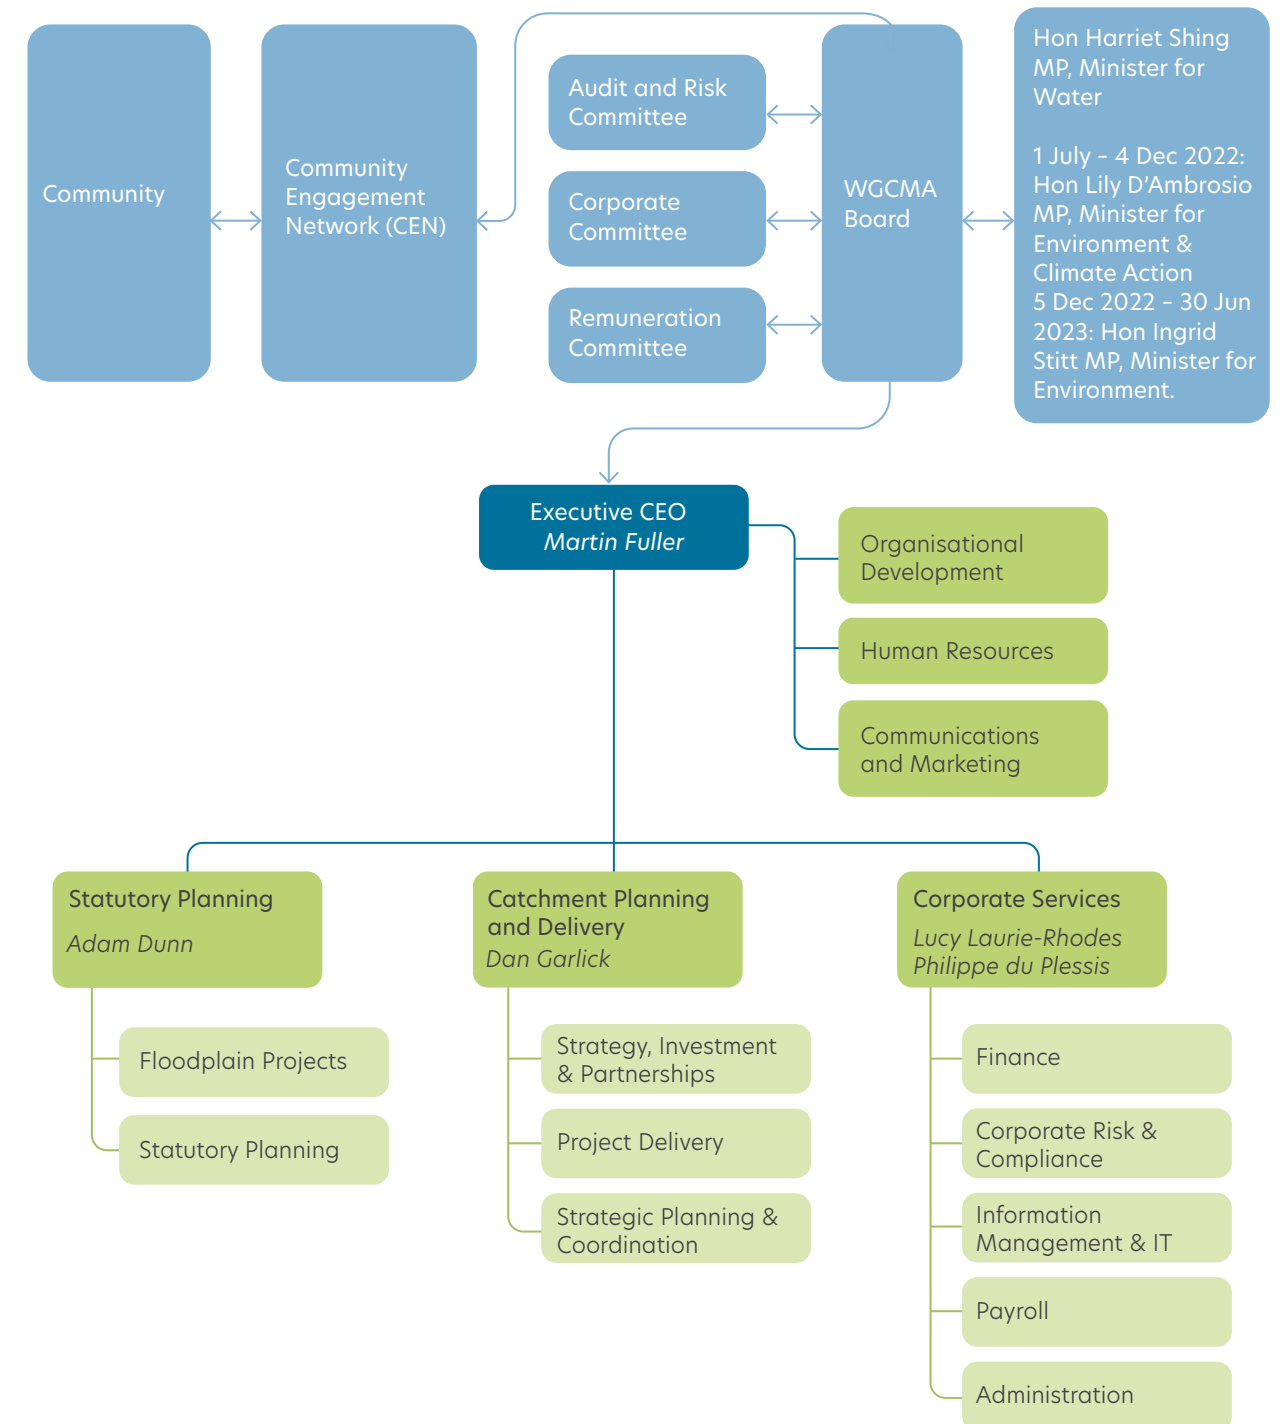 Community
Community
Engagement
Network (CEN)
Audit and Risk
Committee
Corporate
Committee
Remuneration
Committee
WGCMA
Board
Hon Harriet Shing
MP, Minister for
Water
1 July – 4 Dec 2022:
Hon Lily D’Ambrosio
MP, Minister for
Environment &
Climate Action
5 Dec 2022 – 30 Jun
2023: Hon Ingrid
Stitt MP, Minister for
Environment.
Executive CEO
Martin Fuller
Organisational
Development
Human Resources
Communications
and Marketing
Statutory Planning
Adam Dunn
Floodplain Projects
Statutory Planning
Catchment Planning
and Delivery
Dan Garlick
Strategy, Investment
& Partnerships
Project Delivery
Strategic Planning &
Coordination
Corporate Services
Lucy Laurie-Rhodes
Philippe du Plessis
Finance
Corporate Risk &
Compliance
Information
Management & IT
Payroll
Administration